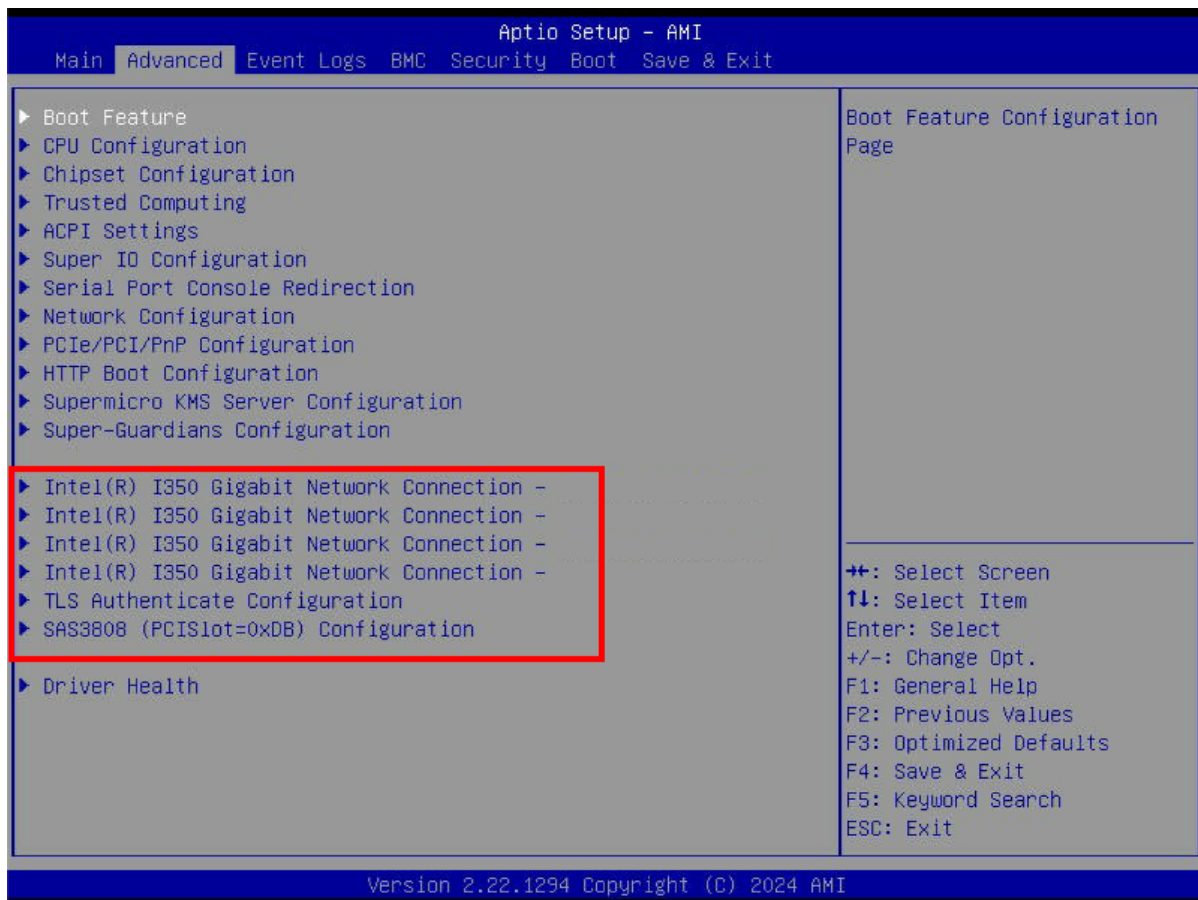 Aptio Setup – AMI
Main Advanced Event Logs BMC Security Boot Save & Exit
▶ Boot Feature
▶ CPU Configuration
▶ Chipset Configuration
▶ Trusted Computing
▶ ACPI Settings
▶ Super IO Configuration
▶ Serial Port Console Redirection
▶ Network Configuration
▶ PCIe/PCI/PnP Configuration
▶ HTTP Boot Configuration
▶ Supermicro KMS Server Configuration
▶ Super-Guardians Configuration
▶ Intel(R) I350 Gigabit Network Connection –
▶ Intel(R) I350 Gigabit Network Connection –
▶ Intel(R) I350 Gigabit Network Connection –
▶ Intel(R) I350 Gigabit Network Connection –
▶ TLS Authenticate Configuration
▶ SAS3808 (PCISlot=0xDB) Configuration
▶ Driver Health
Boot Feature Configuration
Page
→←: Select Screen
↑↓: Select Item
Enter: Select
+/-: Change Opt.
F1: General Help
F2: Previous Values
F3: Optimized Defaults
F4: Save & Exit
F5: Keyword Search
ESC: Exit
Version 2.22.1294 Copyright (C) 2024 AMI